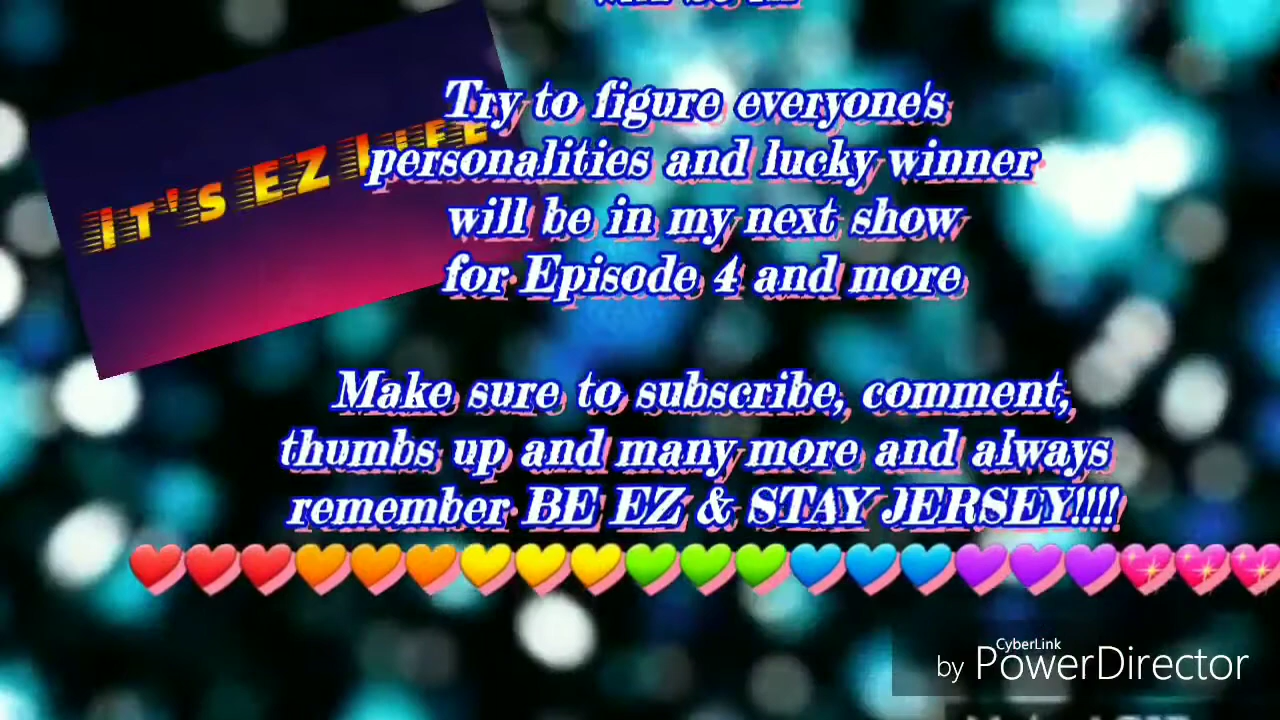 Try to figure everyone's
personalities and lucky winner
will be in my next show
for Episode 4 and more
IT'S EZ LIFE
Make sure to subscribe, comment,
thumbs up and many more and always
remember BE EZ & STAY JERSEY!!!!
CyberLink
by PowerDirector